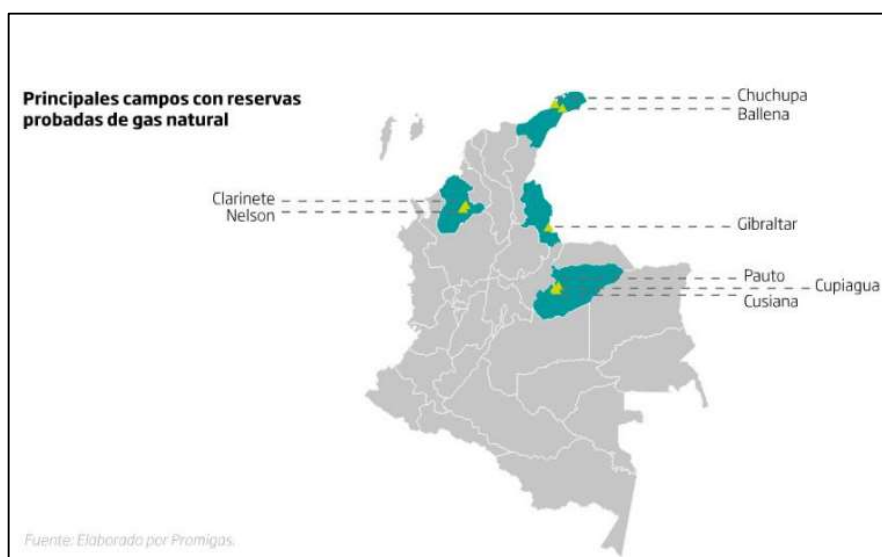 Principales campos con reservas
probadas de gas natural
Chuchupa
Ballena
Clarinete
Nelson
Gibraltar
Pauto
Cupiagua
Cusiana
Fuente: Elaborado por Promigas.